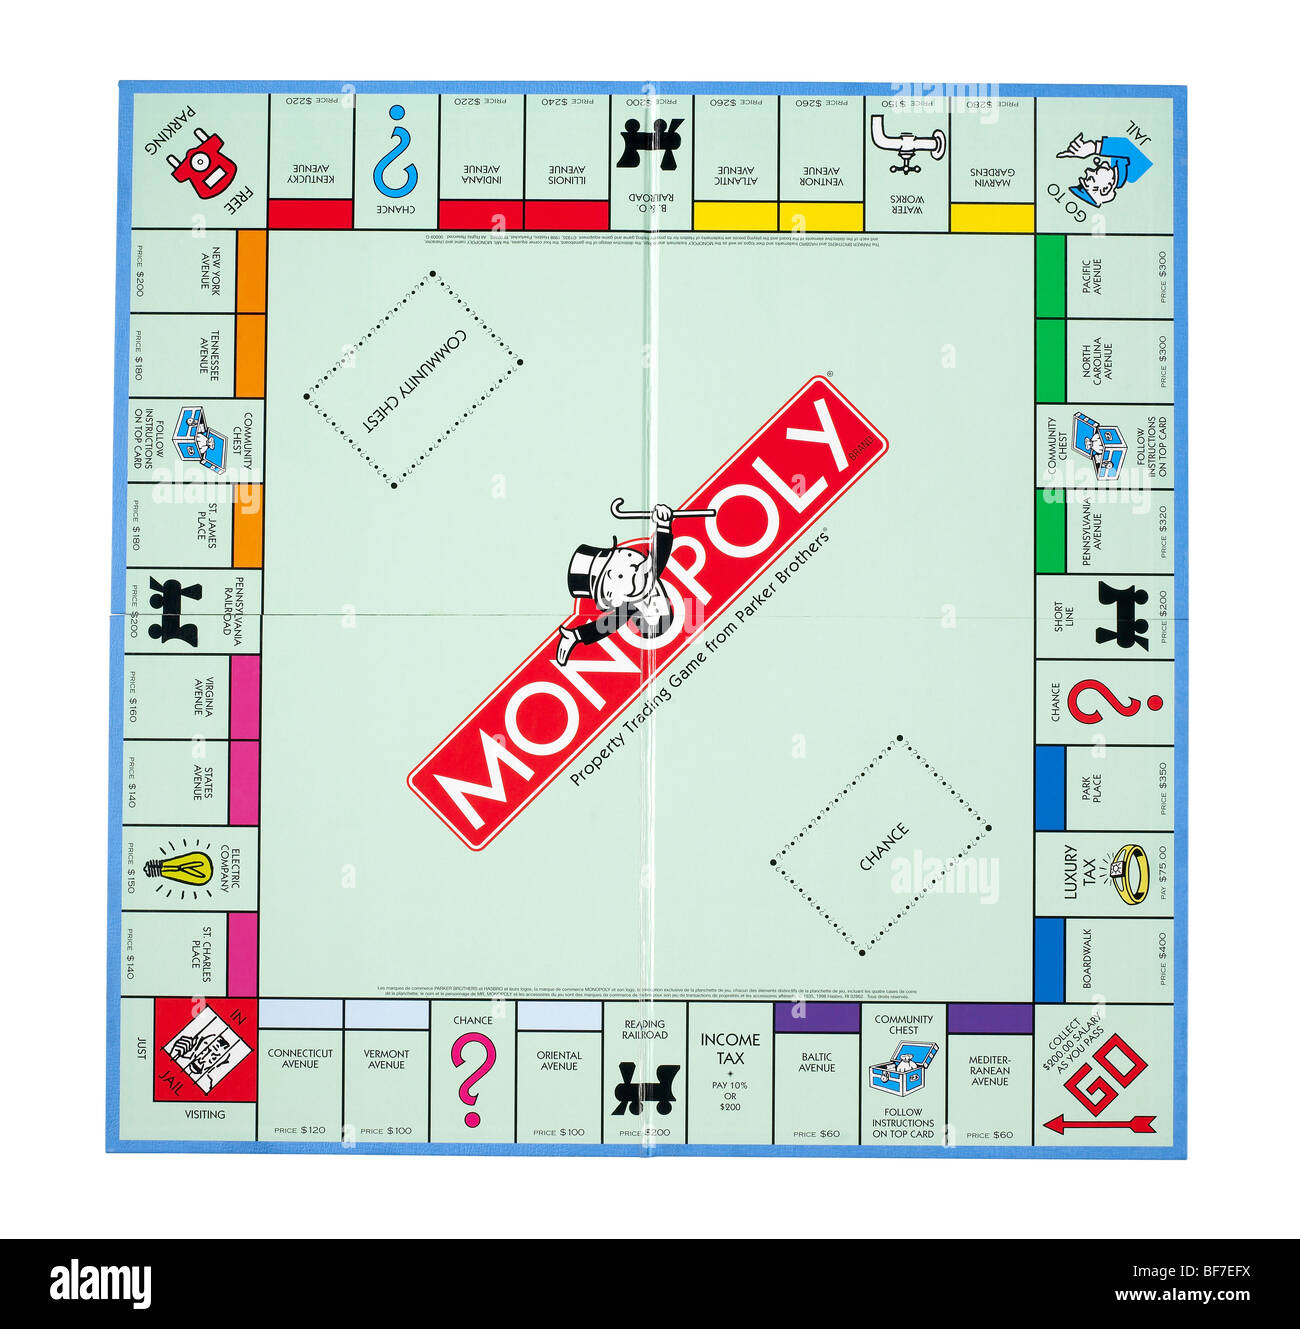 FREE
PARKING
PRICE $220
KENTUCKY
AVENUE
CHANCE
PRICE $220
INDIANA
AVENUE
PRICE $240
ILLINOIS
AVENUE
PRICE $200
B. & O.
RAILROAD
PRICE $260
ATLANTIC
AVENUE
PRICE $260
VENTNOR
AVENUE
PRICE $150
WATER
WORKS
PRICE $280
MARVIN
GARDENS
GO TO
JAIL
NEW YORK
AVENUE
PRICE $200
TENNESSEE
AVENUE
PRICE $180
COMMUNITY
CHEST
FOLLOW
INSTRUCTIONS
ON TOP CARD
ST. JAMES
PLACE
PRICE $180
PENNSYLVANIA
RAILROAD
PRICE $200
VIRGINIA
AVENUE
PRICE $160
STATES
AVENUE
PRICE $140
ELECTRIC
COMPANY
PRICE $150
ST. CHARLES
PLACE
PRICE $140
COMMUNITY CHEST
MONOPOLY
BRAND
Property Trading Game from Parker Brothers®
CHANCE
PACIFIC
AVENUE
PRICE $300
NORTH
CAROLINA
AVENUE
PRICE $300
COMMUNITY
CHEST
FOLLOW
INSTRUCTIONS
ON TOP CARD
PENNSYLVANIA
AVENUE
PRICE $320
SHORT
LINE
PRICE $200
CHANCE
PARK
PLACE
PRICE $350
LUXURY
TAX
PAY $75.00
BOARDWALK
PRICE $400
IN
JAIL
JUST
VISITING
CONNECTICUT
AVENUE
PRICE $120
VERMONT
AVENUE
PRICE $100
CHANCE
ORIENTAL
AVENUE
PRICE $100
READING
RAILROAD
PRICE $200
INCOME
TAX
PAY 10%
OR
$200
BALTIC
AVENUE
PRICE $60
COMMUNITY
CHEST
FOLLOW
INSTRUCTIONS
ON TOP CARD
MEDITER-
RANEAN
AVENUE
PRICE $60
COLLECT
$200.00 SALARY
AS YOU PASS
GO
alamy
alamy
alamy
Image ID: BF7EFX
www.alamy.com